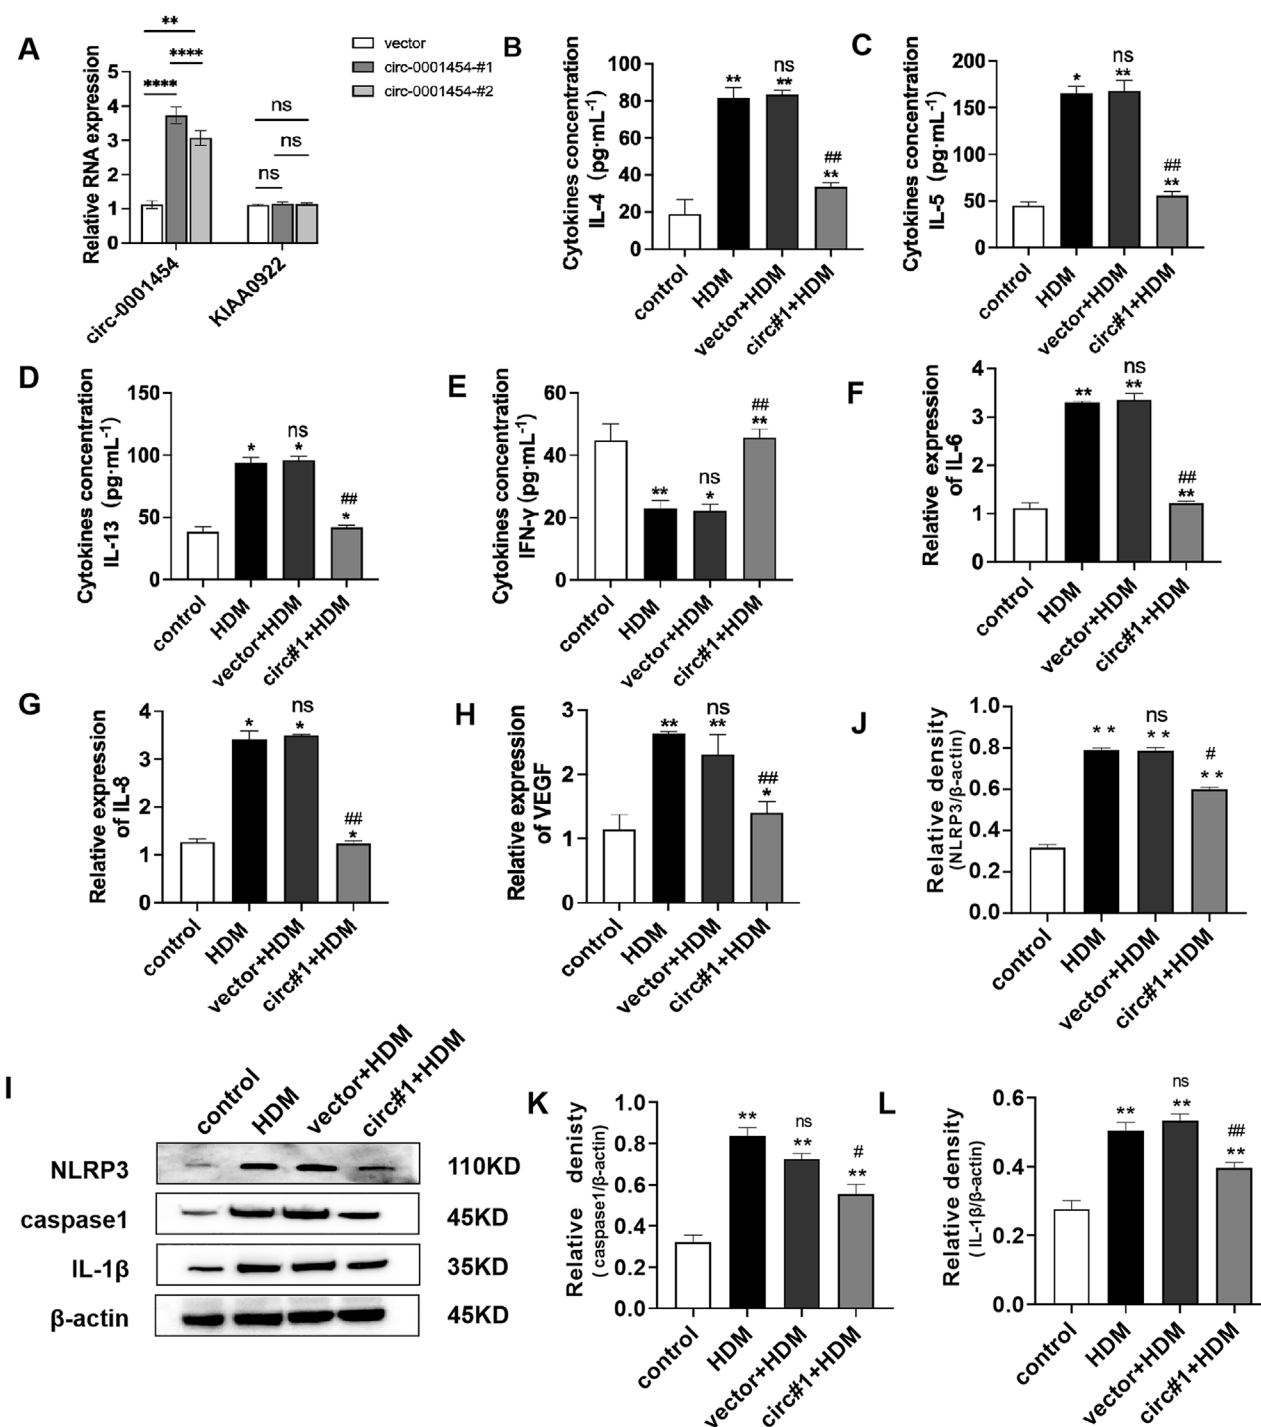 A
Relative RNA expression
5
4
3
2
1
0
**
****
****
ns
ns
ns
circ-0001454
KIAA0922
vector
circ-0001454-#1
circ-0001454-#2
B
Cytokines concentration
IL-4 (pg·mL-1)
100
80
60
40
20
0
**
ns
**
##
**
control
HDM
vector+HDM
circ#1+HDM
C
Cytokines concentration
IL-5 (pg·mL-1)
200
150
100
50
0
*
ns
**
##
**
control
HDM
vector+HDM
circ#1+HDM
D
Cytokines concentration
IL-13 (pg·mL-1)
150
100
50
0
*
ns
*
##
*
control
HDM
vector+HDM
circ#1+HDM
E
Cytokines concentration
IFN-γ (pg·mL-1)
60
40
20
0
**
ns
*
##
**
control
HDM
vector+HDM
circ#1+HDM
F
Relative expression
of IL-6
4
3
2
1
0
**
ns
**
##
**
control
HDM
vector+HDM
circ#1+HDM
G
Relative expression
of IL-8
4
3
2
1
0
*
ns
*
##
*
control
HDM
vector+HDM
circ#1+HDM
H
Relative expression
of VEGF
3
2
1
0
**
ns
**
##
*
control
HDM
vector+HDM
circ#1+HDM
J
Relative density
(NLRP3/β-actin)
1.0
0.8
0.6
0.4
0.2
0.0
**
ns
**
#
**
control
HDM
vector+HDM
circ#1+HDM
I
control
HDM
vector+HDM
circ#1+HDM
NLRP3 110KD
caspase1 45KD
IL-1β 35KD
β-actin 45KD
K
Relative denisty
(caspase1/β-actin)
1.0
0.8
0.6
0.4
0.2
0.0
**
ns
**
#
**
control
HDM
vector+HDM
circ#1+HDM
L
Relative density
(IL-1β/β-actin)
0.6
0.4
0.2
0.0
**
ns
**
##
**
control
HDM
vector+HDM
circ#1+HDM